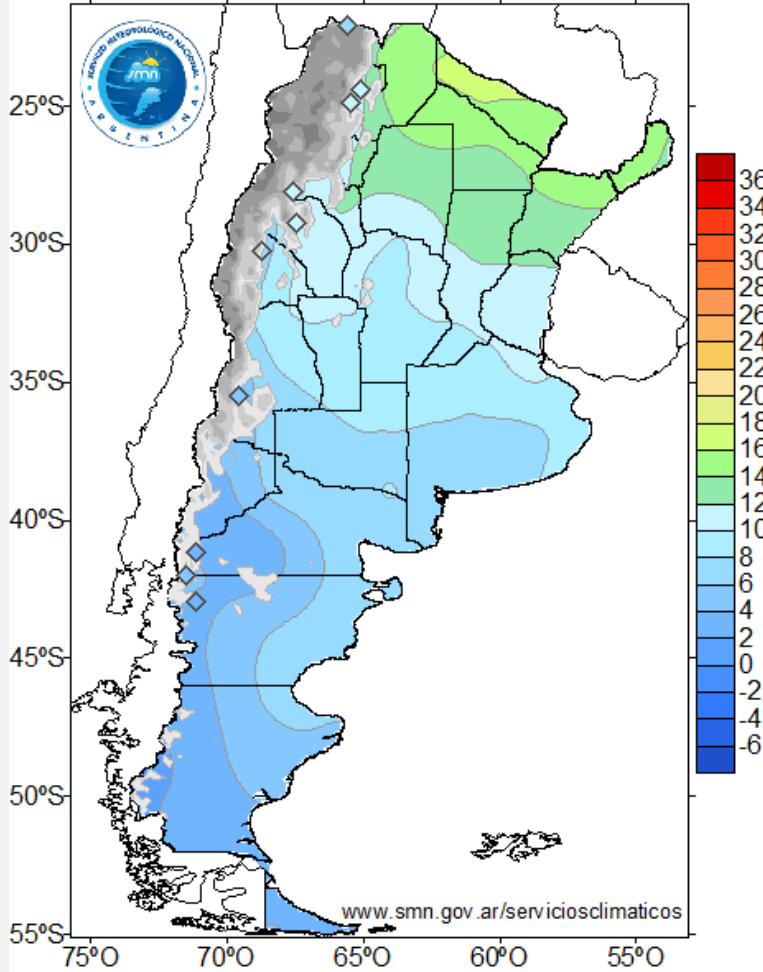 SERVICIO METEOROLÓGICO NACIONAL
smn
ARGENTINA
25ºS
30ºS
35ºS
40ºS
45ºS
50ºS
55ºS
75ºO
70ºO
65ºO
60ºO
55ºO
36
34
32
30
28
26
24
22
20
18
16
14
12
10
8
6
4
2
0
-2
-4
-6
www.smn.gov.ar/serviciosclimaticos